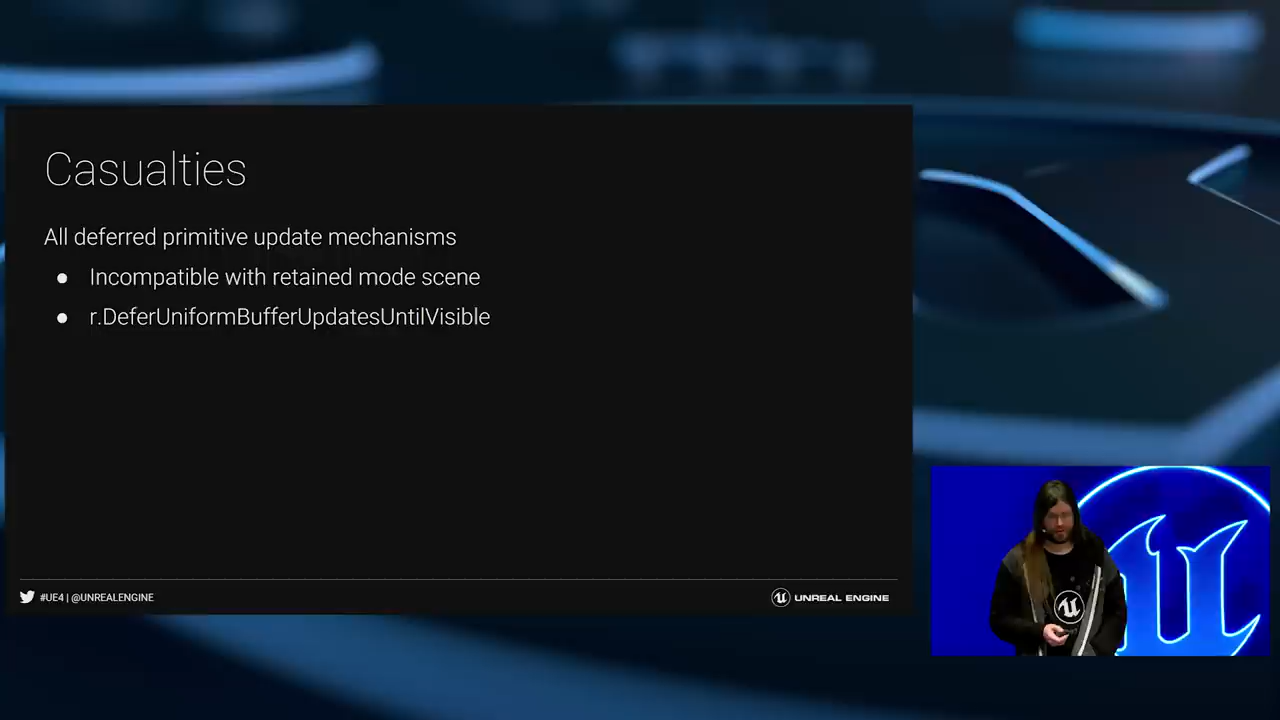 Casualties
All deferred primitive update mechanisms
● Incompatible with retained mode scene
● r.DeferUniformBufferUpdatesUntilVisible
#UE4 | @UNREALENGINE
UNREAL ENGINE